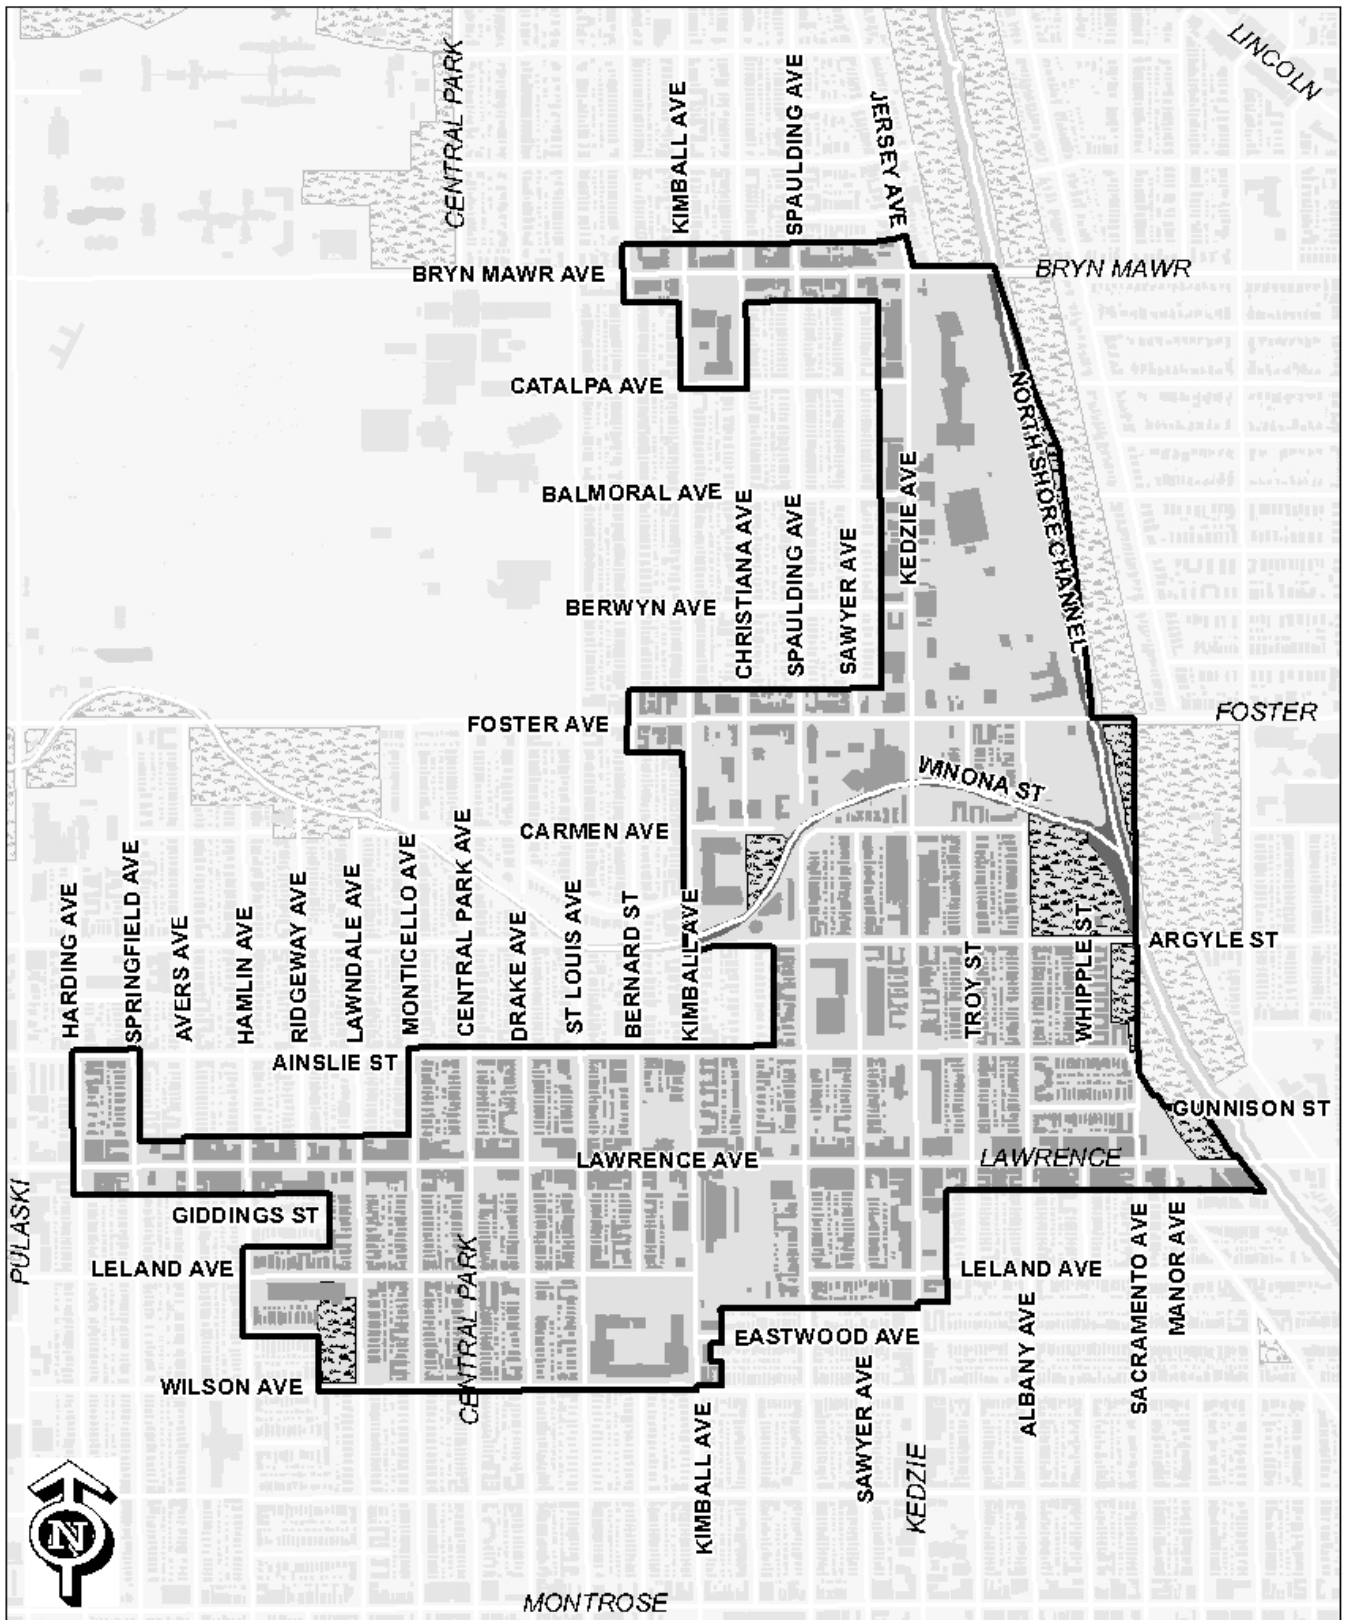 LINCOLN
CENTRAL PARK
KIMBALL AVE
SPAULDING AVE
JERSEY AVE
BRYN MAWR AVE
BRYN MAWR
CATALPA AVE
NORTH SHORE CHANNEL
KEDZIE AVE
BALMORAL AVE
CHRISTIANA AVE
SPAULDING AVE
SAWYER AVE
BERWYN AVE
FOSTER AVE
FOSTER
WINONA ST
CARMEN AVE
HARDING AVE
SPRINGFIELD AVE
AVERS AVE
HAMLIN AVE
RIDGEWAY AVE
LAWNDALE AVE
MONTICELLO AVE
CENTRAL PARK AVE
DRAKE AVE
ST LOUIS AVE
BERNARD ST
KIMBALL AVE
TROY ST
WHIPPLE ST
ARGYLE ST
AINSLIE ST
GUNNISON ST
LAWRENCE AVE
LAWRENCE
PULASKI
GIDDINGS ST
LELAND AVE
CENTRAL PARK
LELAND AVE
SACRAMENTO AVE
MANOR AVE
EASTWOOD AVE
ALBANY AVE
WILSON AVE
KIMBALL AVE
SAWYER AVE
KEDZIE
N
MONTROSE